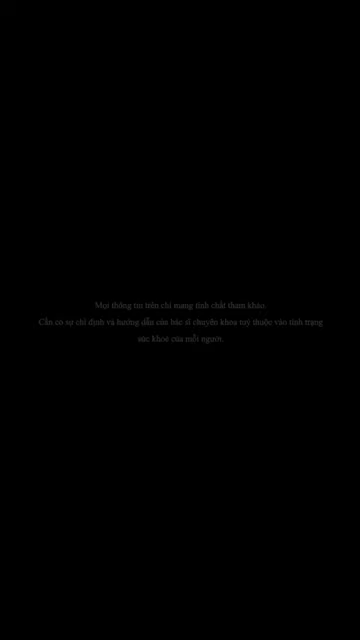 Mọi thông tin trên chỉ mang tính chất tham khảo.
Cần có sự chỉ định và hướng dẫn của bác sĩ chuyên khoa tuỳ thuộc vào tình trạng
sức khoẻ của mỗi người.